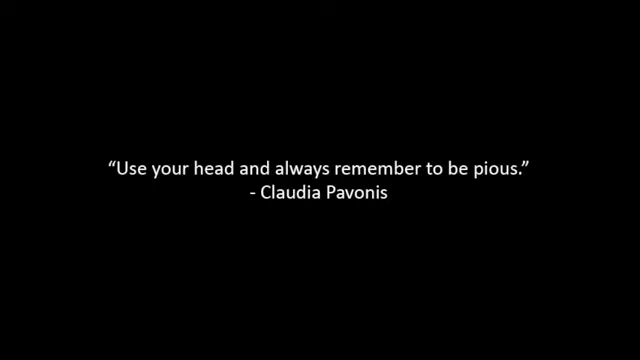 “Use your head and always remember to be pious.”
- Claudia Pavonis